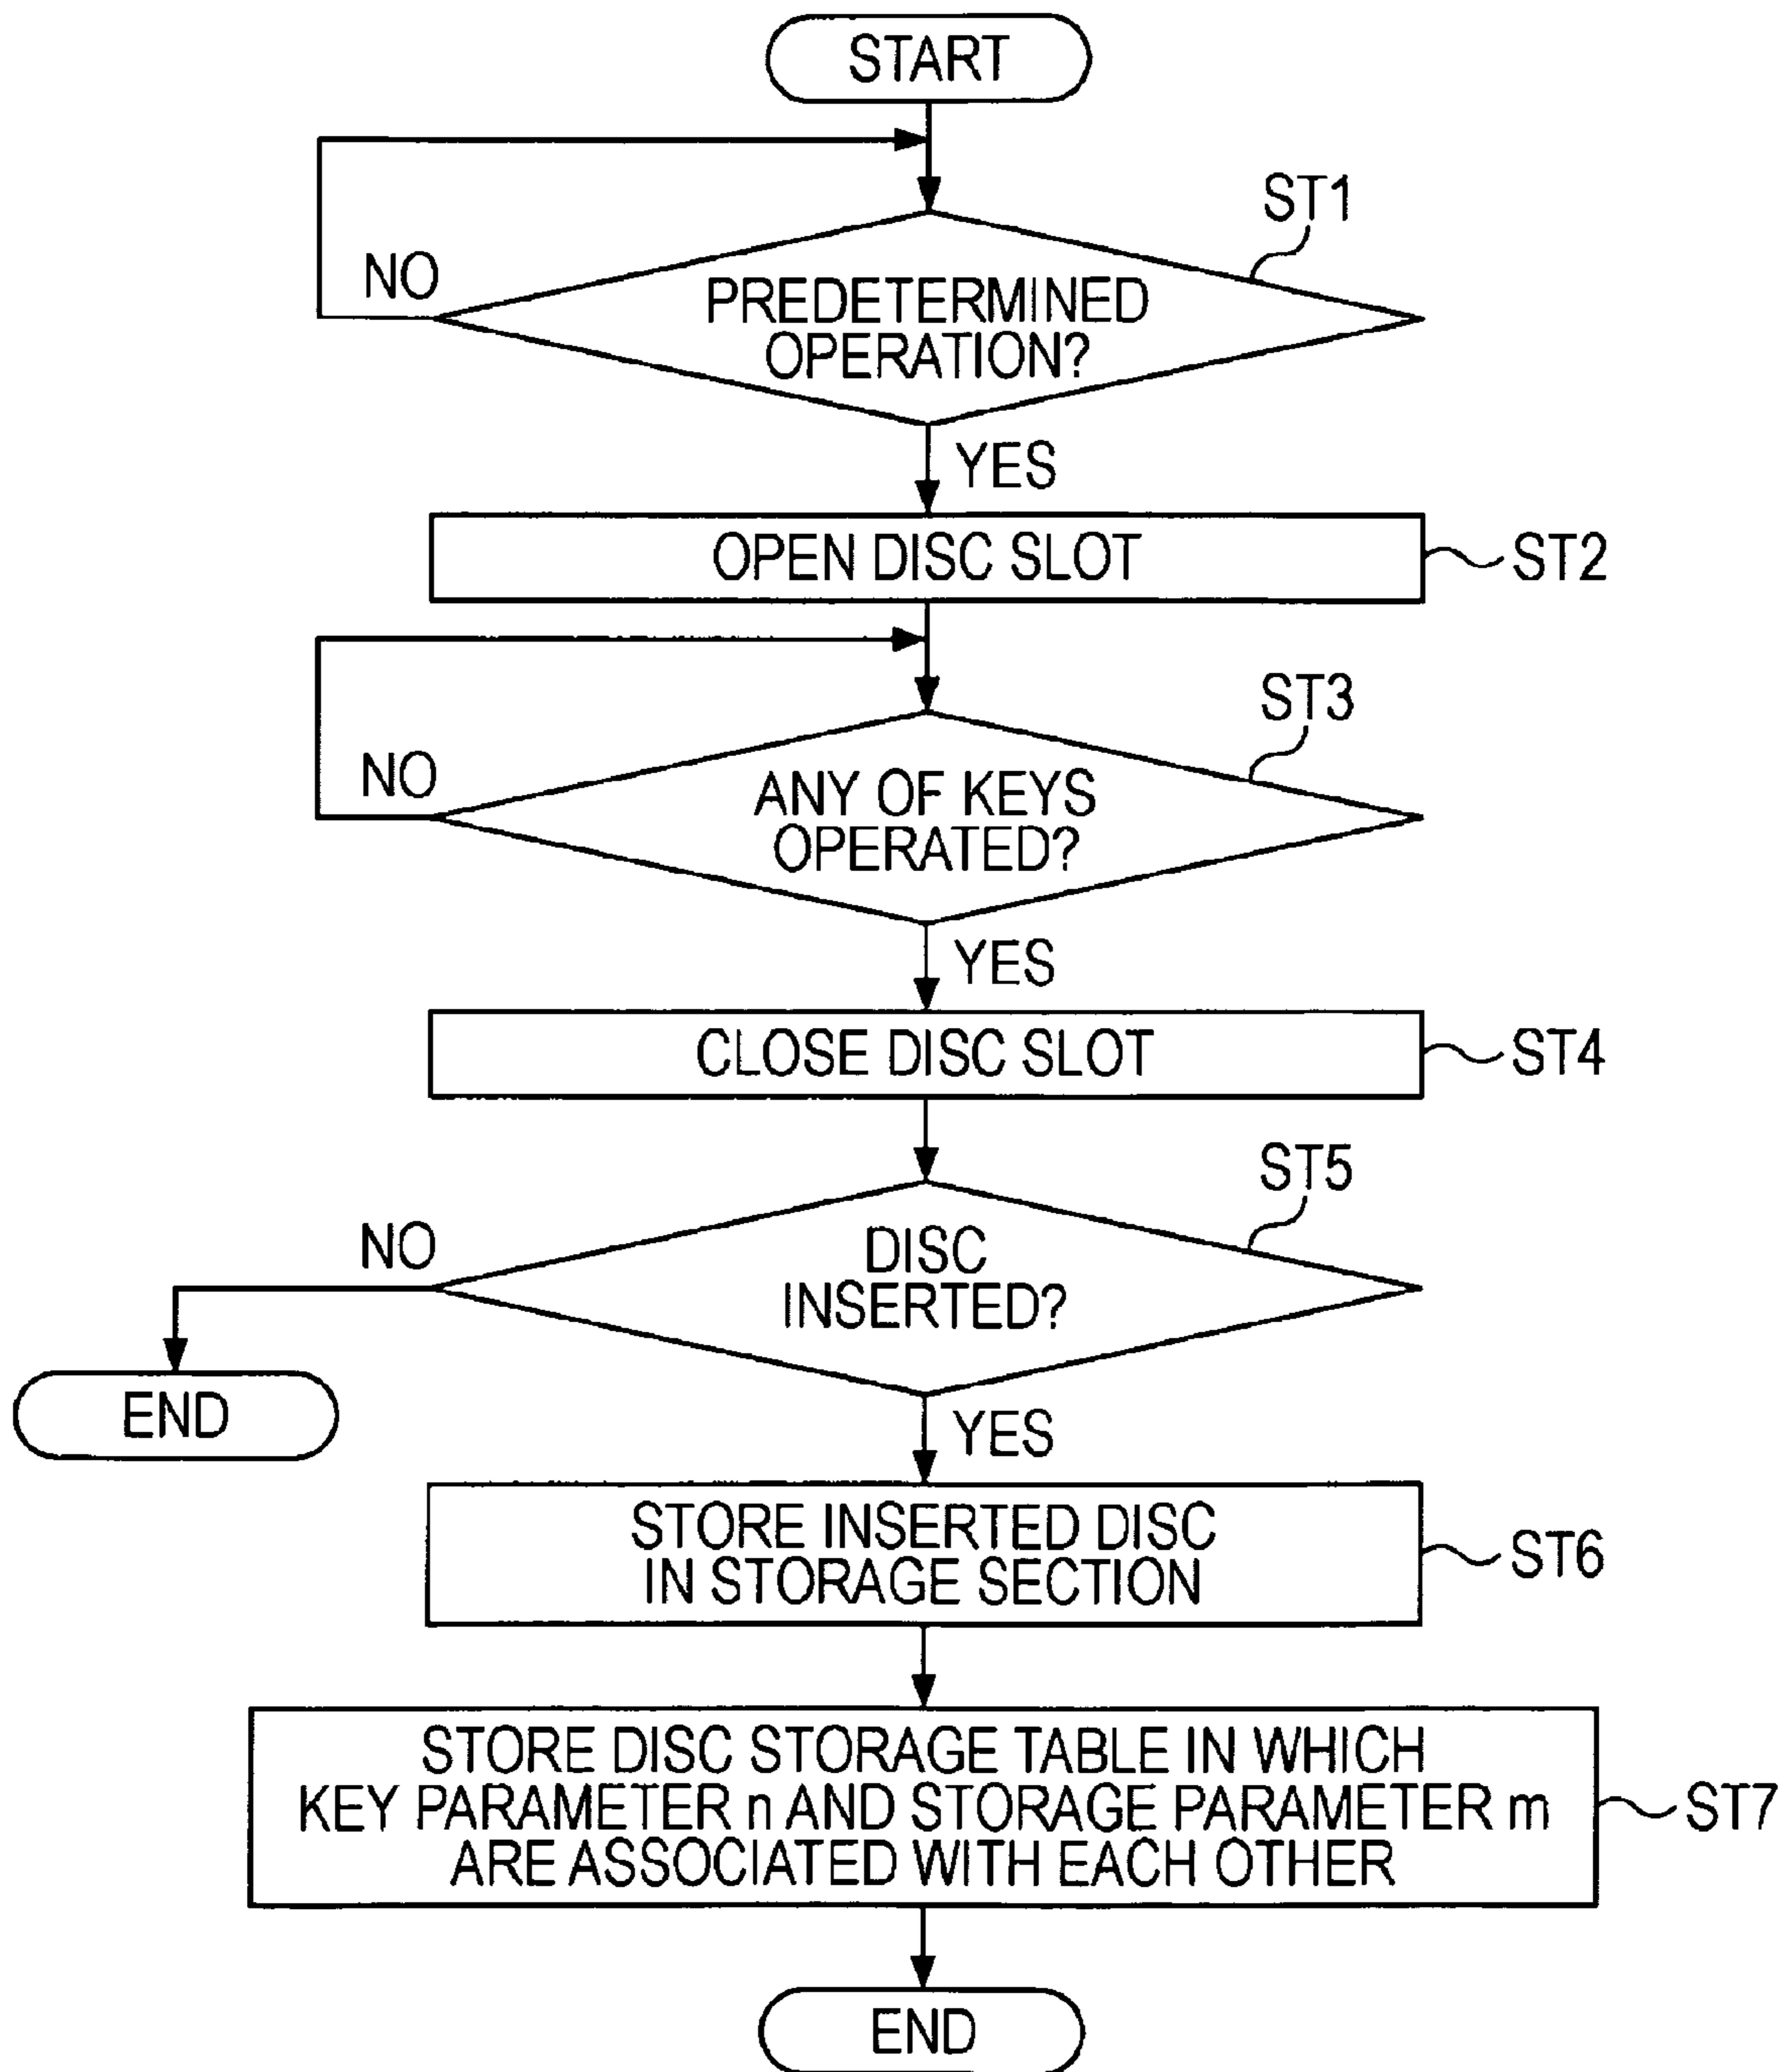 START
ST1
NO
PREDETERMINED
OPERATION?
YES
OPEN DISC SLOT
ST2
ST3
NO
ANY OF KEYS
OPERATED?
YES
CLOSE DISC SLOT
ST4
ST5
NO
DISC
INSERTED?
END
YES
STORE INSERTED DISC
IN STORAGE SECTION
ST6
STORE DISC STORAGE TABLE IN WHICH
KEY PARAMETER n AND STORAGE PARAMETER m
ARE ASSOCIATED WITH EACH OTHER
ST7
END